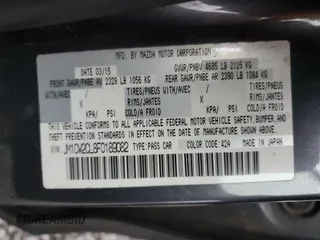 MFD. BY MAZDA MOTOR CORPORATION
DATE 03/15 GVWR/PNBV 4685 LB 2125 KG
FRONT GAWR/PNBE AV 2328 LB 1056 KG REAR GAWR/PNBE AR 2390 LB 1084 KG
WITH/AVEC TIRES/PNEUS WITH/AVEC TIRES/PNEUS
X RIMS/JANTES X RIMS/JANTES
/ KPA/ PSI/ / KPA/ PSI/
COLD/A FROID COLD/A FROID
THIS VEHICLE CONFORMS TO ALL APPLICABLE FEDERAL MOTOR VEHICLE SAFETY, BUMPER, AND
THEFT PREVENTION STANDARDS IN EFFECT ON THE DATE OF MANUFACTURE SHOWN ABOVE.
VIN: JM1CW2CL8F0189082 TYPE: PASS CAR COLOR CODE: 42A MADE IN JAPAN